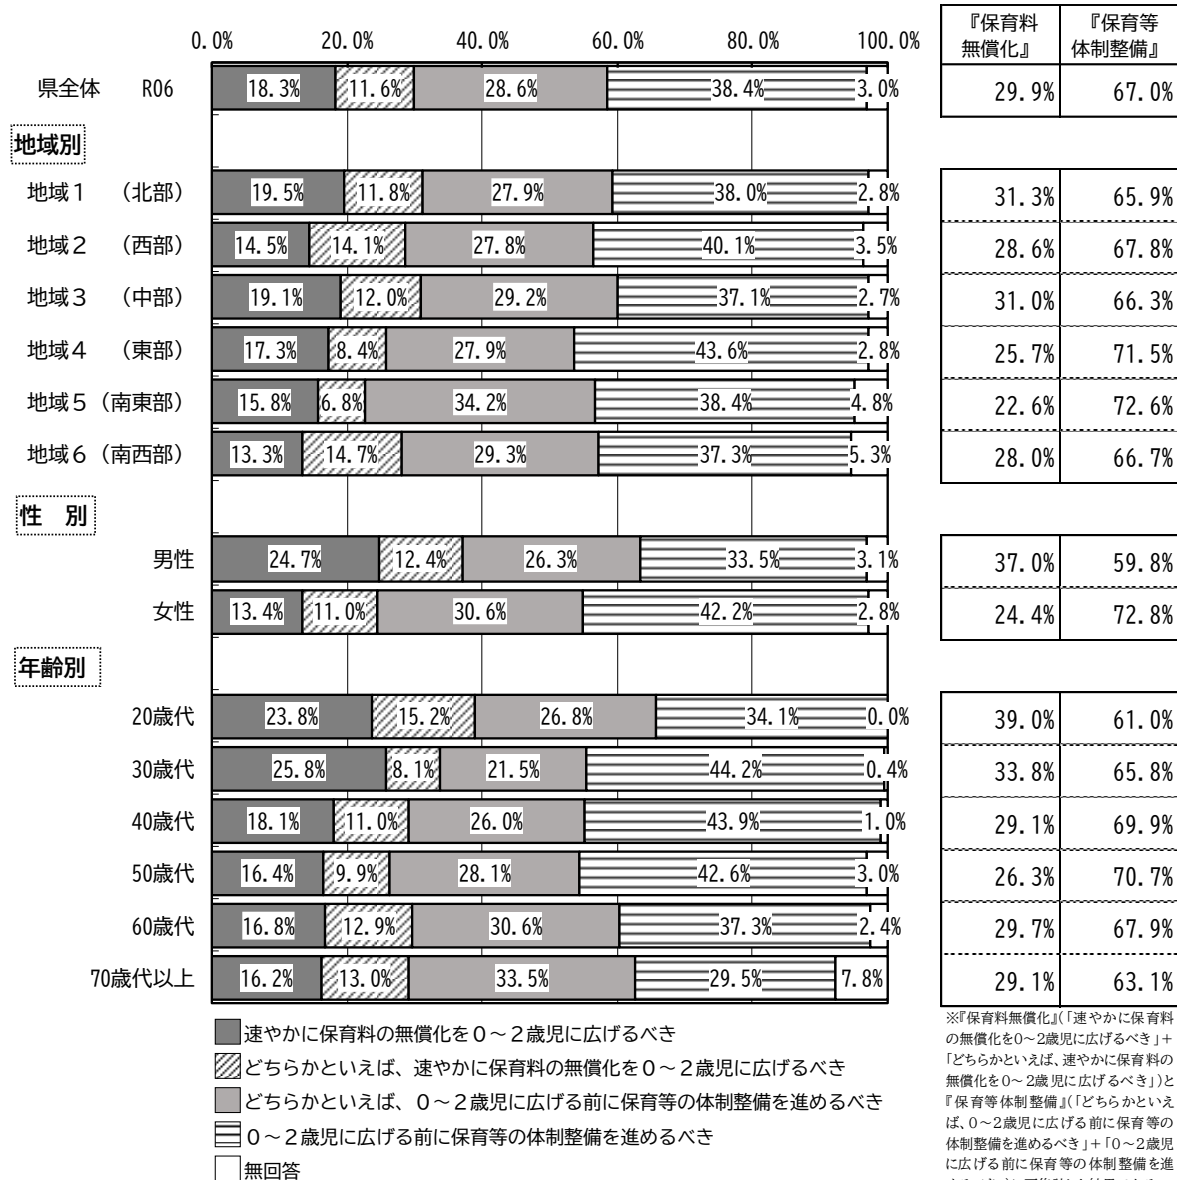 『保育料 『保育等
無償化』 体制整備』
0.0% 20.0% 40.0% 60.0% 80.0% 100.0%
県全体 R06 18.3% 11.6% 28.6% 38.4% 3.0% 29.9% 67.0%
地域別
地域1 (北部) 19.5% 11.8% 27.9% 38.0% 2.8% 31.3% 65.9%
地域2 (西部) 14.5% 14.1% 27.8% 40.1% 3.5% 28.6% 67.8%
地域3 (中部) 19.1% 12.0% 29.2% 37.1% 2.7% 31.0% 66.3%
地域4 (東部) 17.3% 8.4% 27.9% 43.6% 2.8% 25.7% 71.5%
地域5 (南東部) 15.8% 6.8% 34.2% 38.4% 4.8% 22.6% 72.6%
地域6 (南西部) 13.3% 14.7% 29.3% 37.3% 5.3% 28.0% 66.7%
性 別
男性 24.7% 12.4% 26.3% 33.5% 3.1% 37.0% 59.8%
女性 13.4% 11.0% 30.6% 42.2% 2.8% 24.4% 72.8%
年齢別
20歳代 23.8% 15.2% 26.8% 34.1% 0.0% 39.0% 61.0%
30歳代 25.8% 8.1% 21.5% 44.2% 0.4% 33.8% 65.8%
40歳代 18.1% 11.0% 26.0% 43.9% 1.0% 29.1% 69.9%
50歳代 16.4% 9.9% 28.1% 42.6% 3.0% 26.3% 70.7%
60歳代 16.8% 12.9% 30.6% 37.3% 2.4% 29.7% 67.9%
70歳代以上 16.2% 13.0% 33.5% 29.5% 7.8% 29.1% 63.1%
速やかに保育料の無償化を0~2歳児に広げるべき
どちらかといえば、速やかに保育料の無償化を0~2歳児に広げるべき
どちらかといえば、0~2歳児に広げる前に保育等の体制整備を進めるべき
0~2歳児に広げる前に保育等の体制整備を進めるべき
無回答
※『保育料無償化』(「速やかに保育料
の無償化を0~2歳児に広げるべき」+
「どちらかといえば、速やかに保育料の
無償化を0~2歳児に広げるべき」)と
『保育等体制整備』(「どちらかといえ
ば、0~2歳児に広げる前に保育等の
体制整備を進めるべき」+「0~2歳児
に広げる前に保育等の体制整備を進